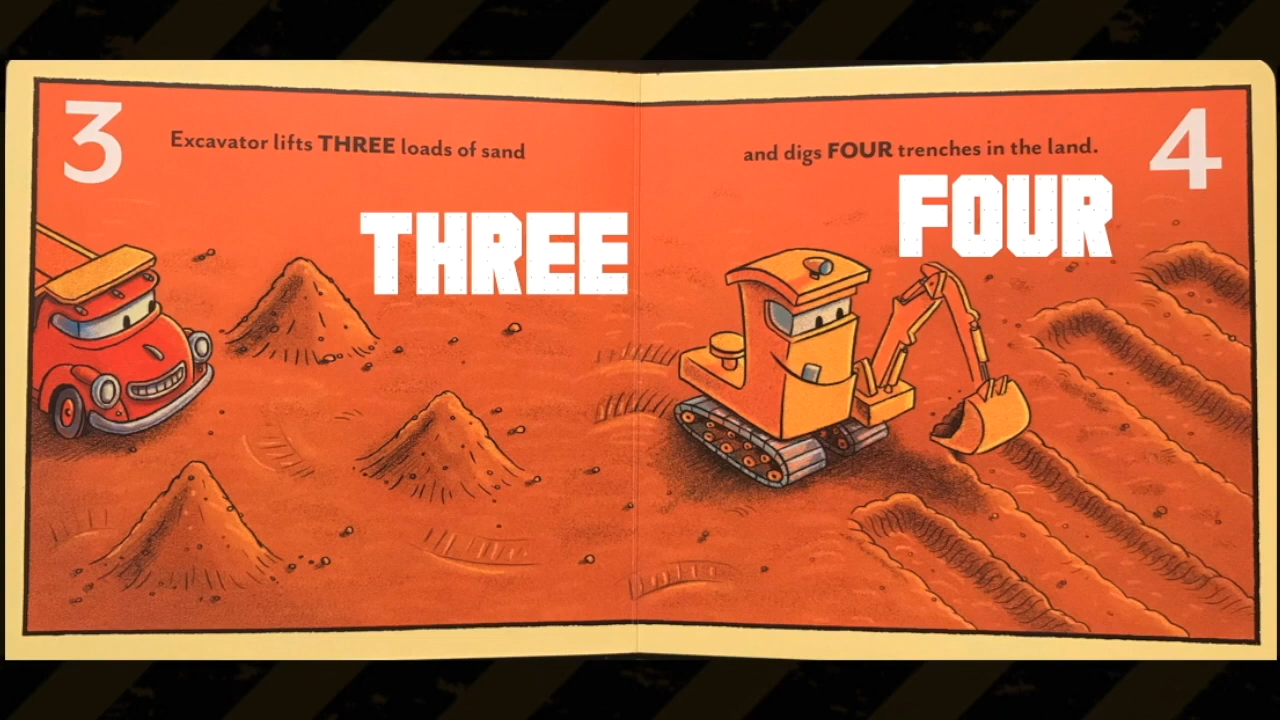 3
Excavator lifts THREE loads of sand
THREE
and digs FOUR trenches in the land.
4
FOUR